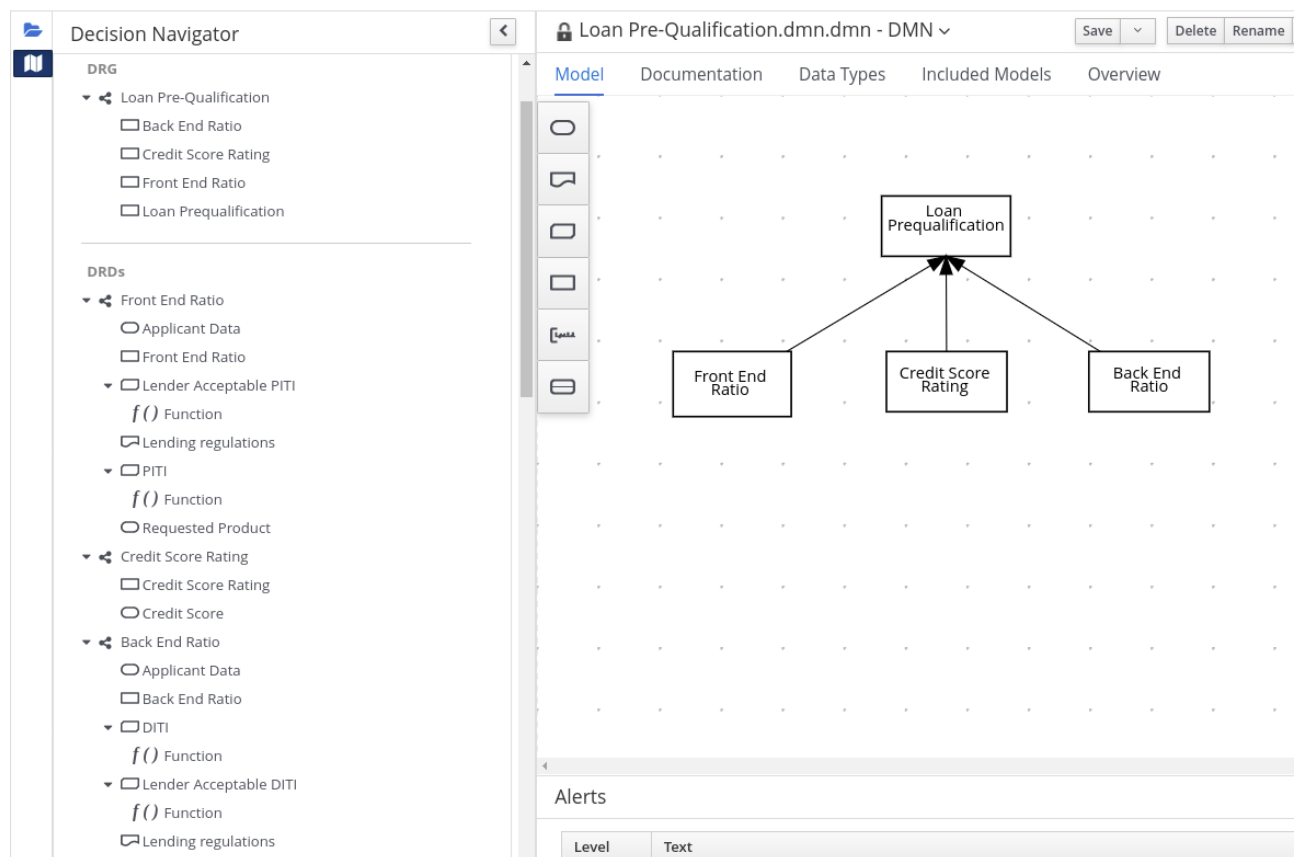 Decision Navigator
DRG
Loan Pre-Qualification
Back End Ratio
Credit Score Rating
Front End Ratio
Loan Prequalification
DRDs
Front End Ratio
Applicant Data
Front End Ratio
Lender Acceptable PITI
f () Function
Lending regulations
PITI
f () Function
Requested Product
Credit Score Rating
Credit Score Rating
Credit Score
Back End Ratio
Applicant Data
Back End Ratio
DITI
f () Function
Lender Acceptable DITI
f () Function
Lending regulations
Loan Pre-Qualification.dmn.dmn - DMN
Save
Delete
Rename
Model
Documentation
Data Types
Included Models
Overview
Loan
Prequalification
Front End
Ratio
Credit Score
Rating
Back End
Ratio
Alerts
Level
Text